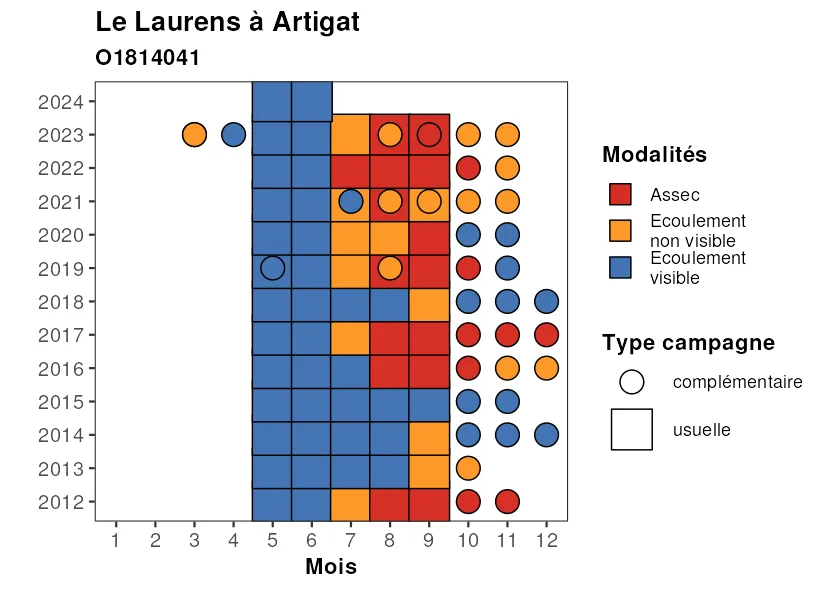 Le Laurens à Artigat
O1814041
2024
2023
2022
2021
2020
2019
2018
2017
2016
2015
2014
2013
2012
1 2 3 4 5 6 7 8 9 10 11 12
Mois
Modalités
Assec
Ecoulement
non visible
Ecoulement
visible
Type campagne
complémentaire
usuelle